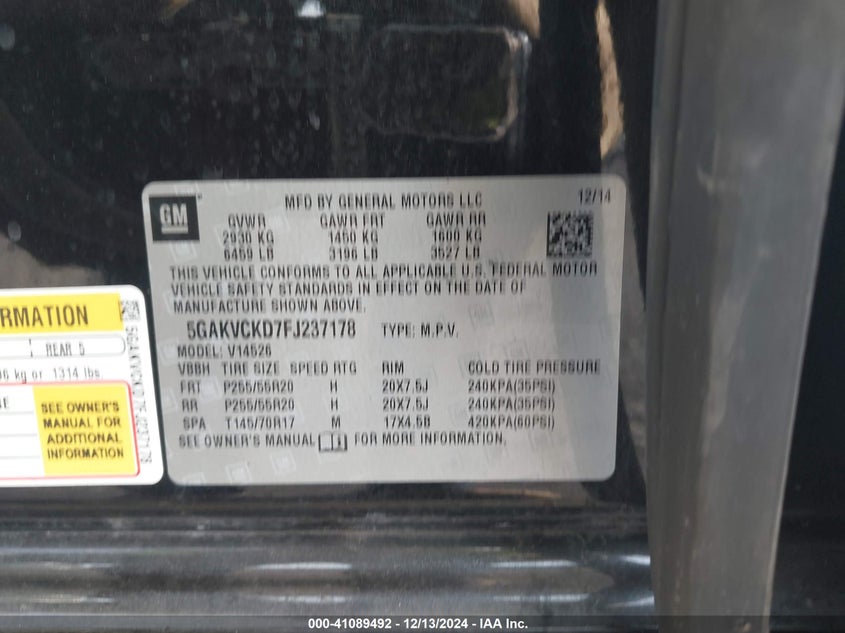 GM
MFD BY GENERAL MOTORS LLC 12/14
GVWR GAWR FRT GAWR RR
2930 KG 1450 KG 1600 KG
6459 LB 3196 LB 3527 LB
THIS VEHICLE CONFORMS TO ALL APPLICABLE U.S. FEDERAL MOTOR
VEHICLE SAFETY STANDARDS IN EFFECT ON THE DATE OF
MANUFACTURE SHOWN ABOVE.
5GAKVCKD7FJ237178 TYPE: M.P.V.
MODEL: V14526
VBBH TIRE SIZE SPEED RTG RIM COLD TIRE PRESSURE
FRT P255/55R20 H 20X7.5J 240KPA(35PSI)
RR P255/55R20 H 20X7.5J 240KPA(35PSI)
SPA T145/70R17 M 17X4.5B 420KPA(60PSI)
SEE OWNER'S MANUAL FOR MORE INFORMATION.
ORMATION
REAR 5
96 kg or 1314 lbs
SEE OWNER'S
MANUAL FOR
ADDITIONAL
INFORMATION
5GAKVCKD7FJ237178
000-41089492 - 12/13/2024 - IAA Inc.